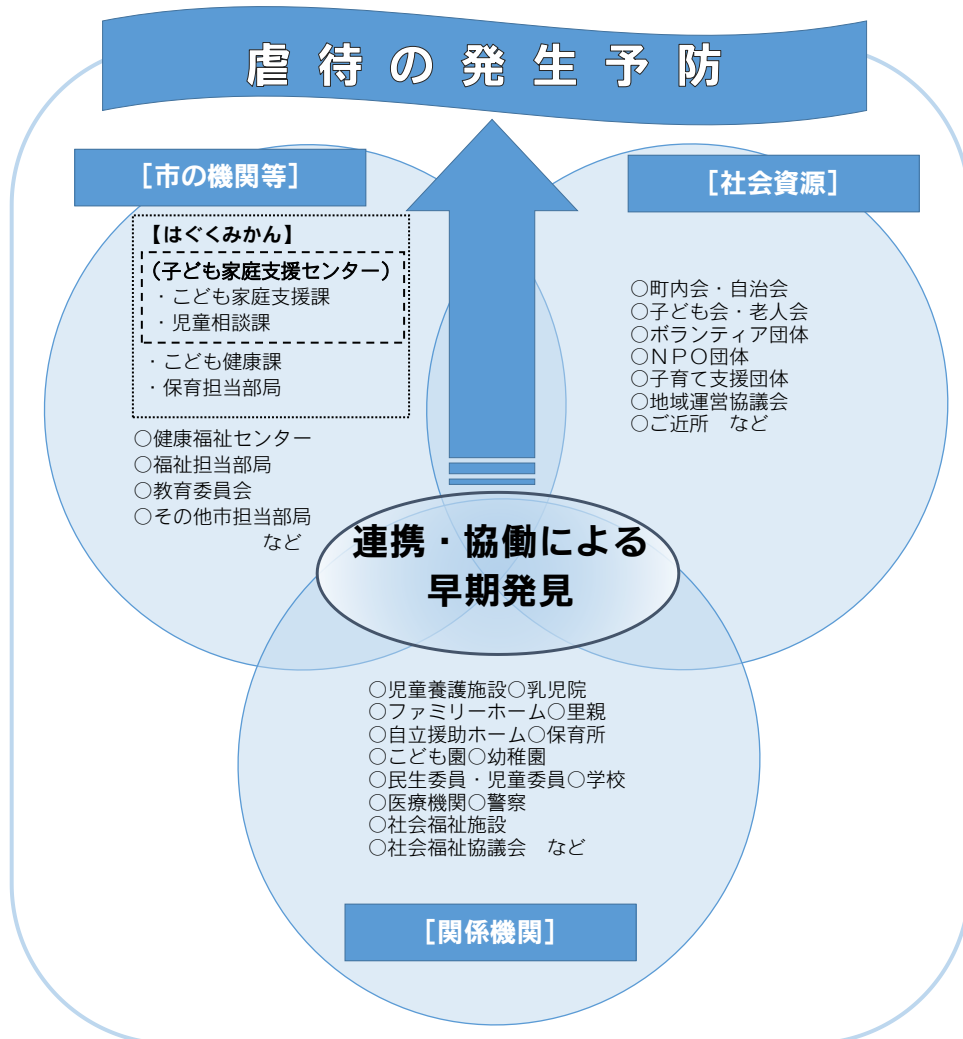 虐待の発生予防
［市の機関等］
【はぐくみかん】
（子ども家庭支援センター）
・こども家庭支援課
・児童相談課
・こども健康課
・保育担当部局
○健康福祉センター
○福祉担当部局
○教育委員会
○その他市担当部局
など
［社会資源］
○町内会・自治会
○子ども会・老人会
○ボランティア団体
○ＮＰＯ団体
○子育て支援団体
○地域運営協議会
○ご近所　など
連携・協働による
早期発見
○児童養護施設○乳児院
○ファミリーホーム○里親
○自立援助ホーム○保育所
○こども園○幼稚園
○民生委員・児童委員○学校
○医療機関○警察
○社会福祉施設
○社会福祉協議会　など
［関係機関］